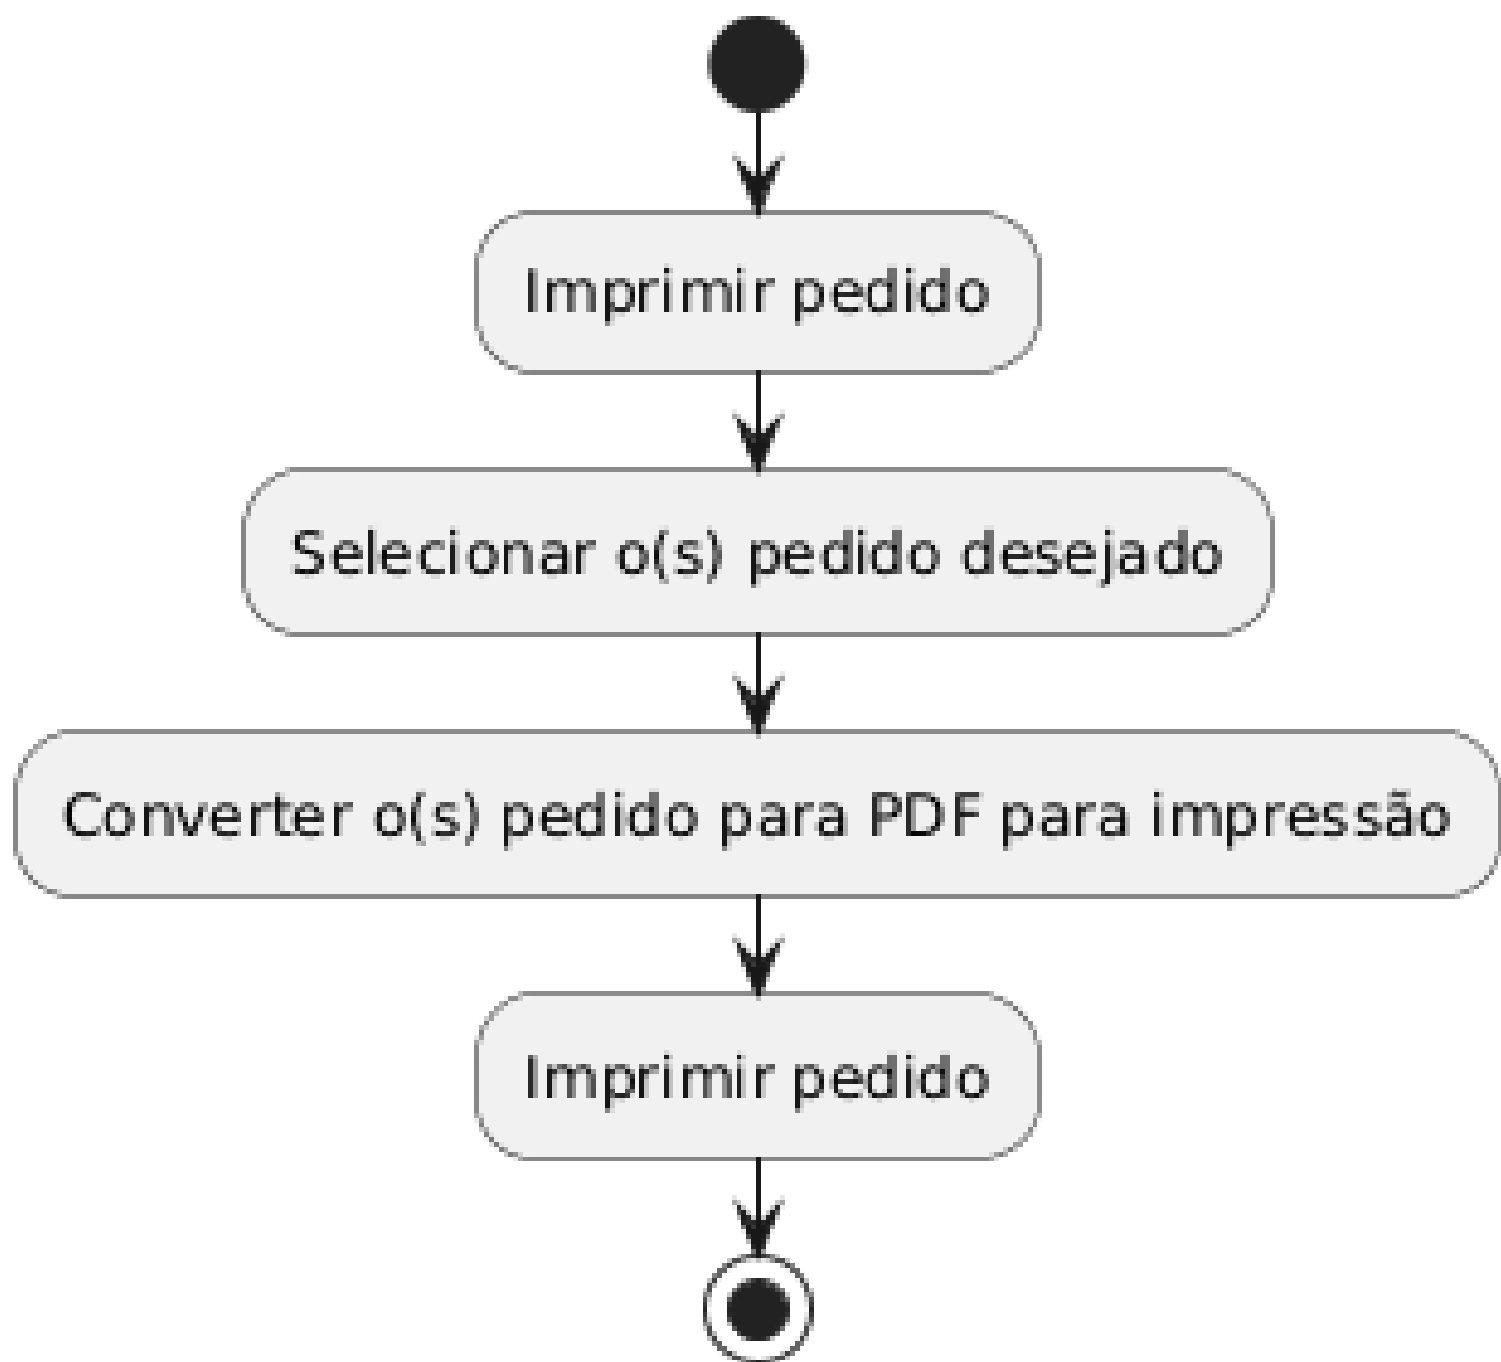 Imprimir pedido
Selecionar o(s) pedido desejado
Converter o(s) pedido para PDF para impressão
Imprimir pedido